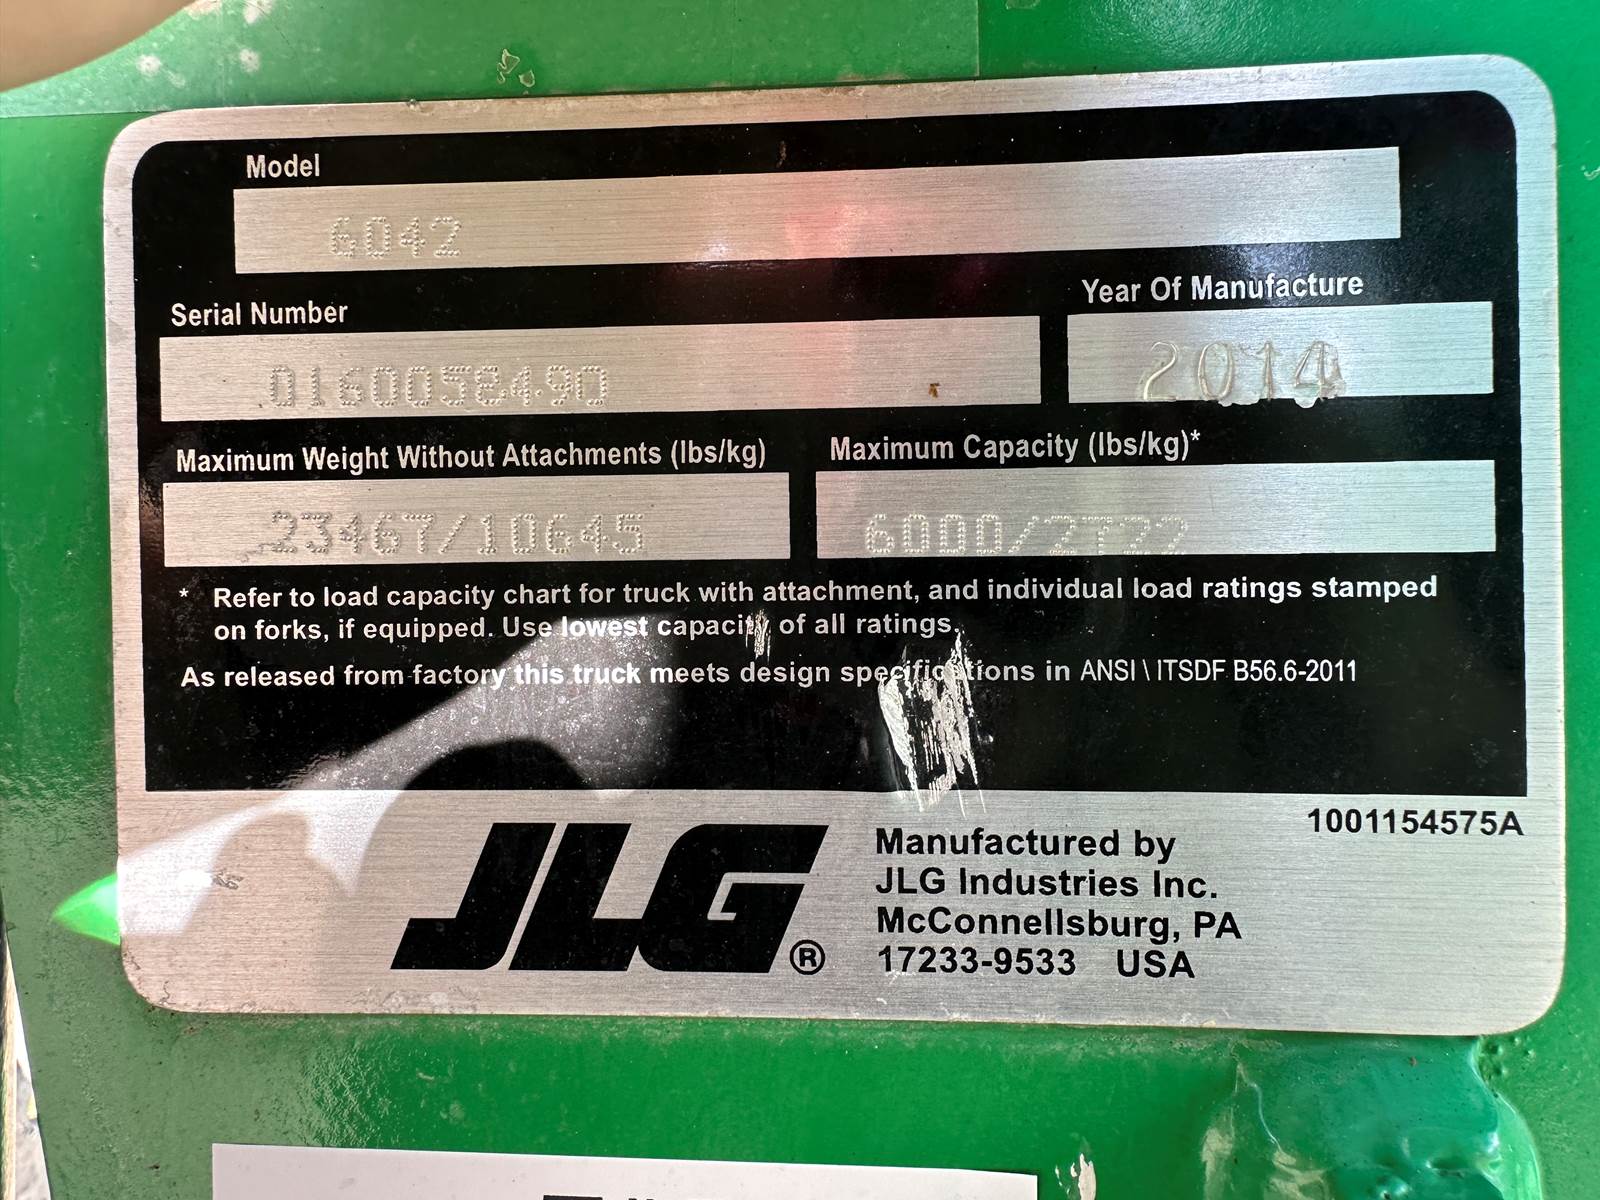 Model
6042
Serial Number
0160058490
Year Of Manufacture
2014
Maximum Weight Without Attachments (lbs/kg)
23467/10645
Maximum Capacity (lbs/kg)*
6000/2722
* Refer to load capacity chart for truck with attachment, and individual load ratings stamped
on forks, if equipped. Use lowest capacity of all ratings.
As released from factory this truck meets design specifications in ANSI \ ITSDF B56.6-2011
1001154575A
JLG®
Manufactured by
JLG Industries Inc.
McConnellsburg, PA
17233-9533 USA